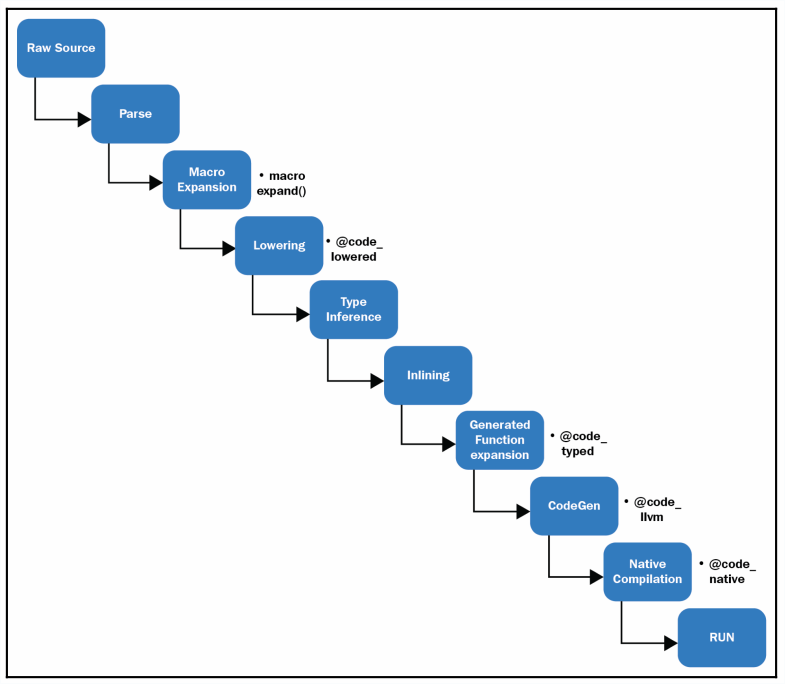 Raw Source
Parse
Macro
Expansion
• macro
expand()
Lowering
• @code_
lowered
Type
Inference
Inlining
Generated
Function
expansion
• @code_
typed
CodeGen
• @code_
llvm
Native
Compilation
• @code_
native
RUN